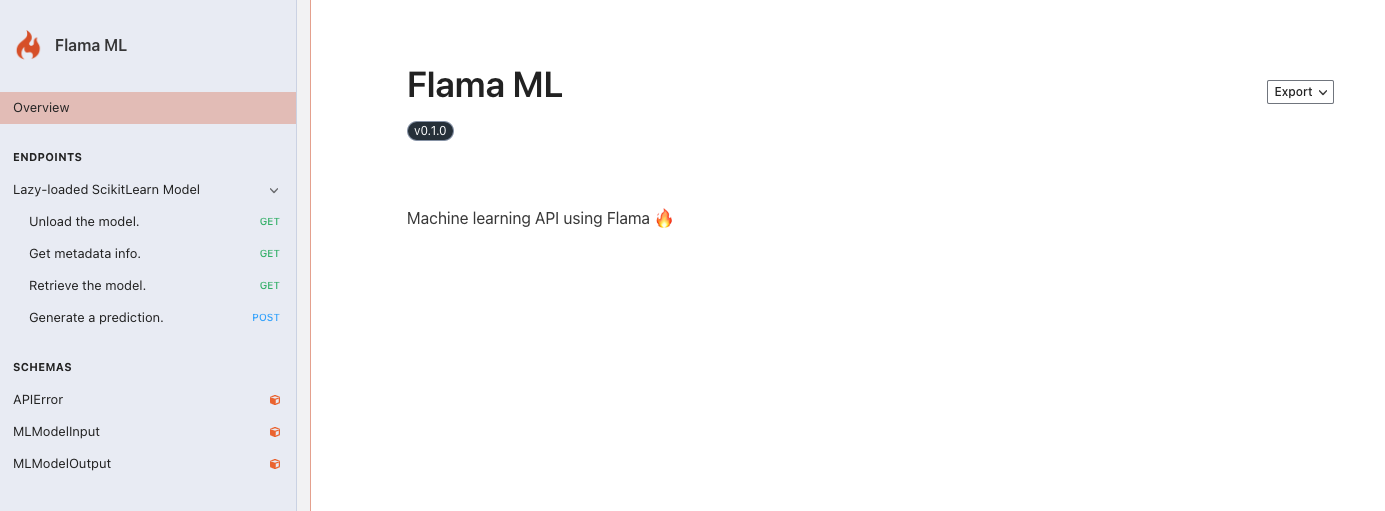 Flama ML
Overview
ENDPOINTS
Lazy-loaded ScikitLearn Model
Unload the model. GET
Get metadata info. GET
Retrieve the model. GET
Generate a prediction. POST
SCHEMAS
APIError
MLModelInput
MLModelOutput
Flama ML
Export
v0.1.0
Machine learning API using Flama 🔥